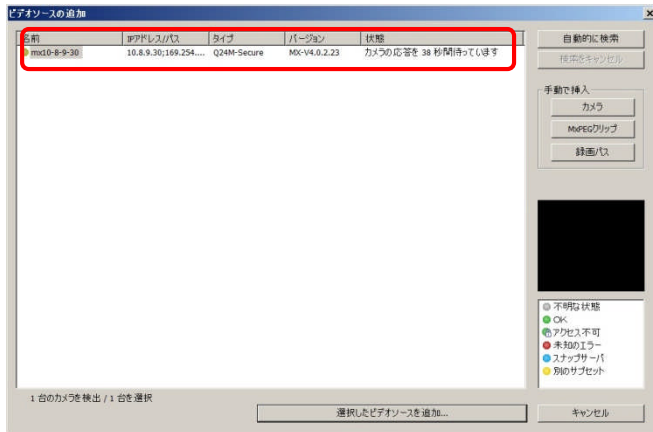 ビデオソースの追加
名前 IPアドレス/パス タイプ バージョン 状態
mx10-8-9-30 10.8.9.30;169.254.... Q24M-Secure MX-V4.0.2.23 カメラの応答を 38 秒間待っています
自動的に検索
検索をキャンセル
手動で挿入
カメラ
MxPEGクリップ
録画パス
不明な状態
OK
アクセス不可
未知のエラー
スナップサーバ
別のサブセット
1 台のカメラを検出 / 1 台を選択
選択したビデオソースを追加...
キャンセル